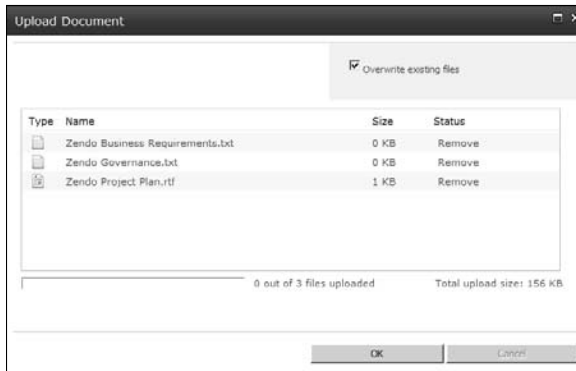 Upload Document
Overwrite existing files
Type Name Size Status
Zendo Business Requirements.txt 0 KB Remove
Zendo Governance.txt 0 KB Remove
Zendo Project Plan.rtf 1 KB Remove
0 out of 3 files uploaded Total upload size: 156 KB
OK Cancel